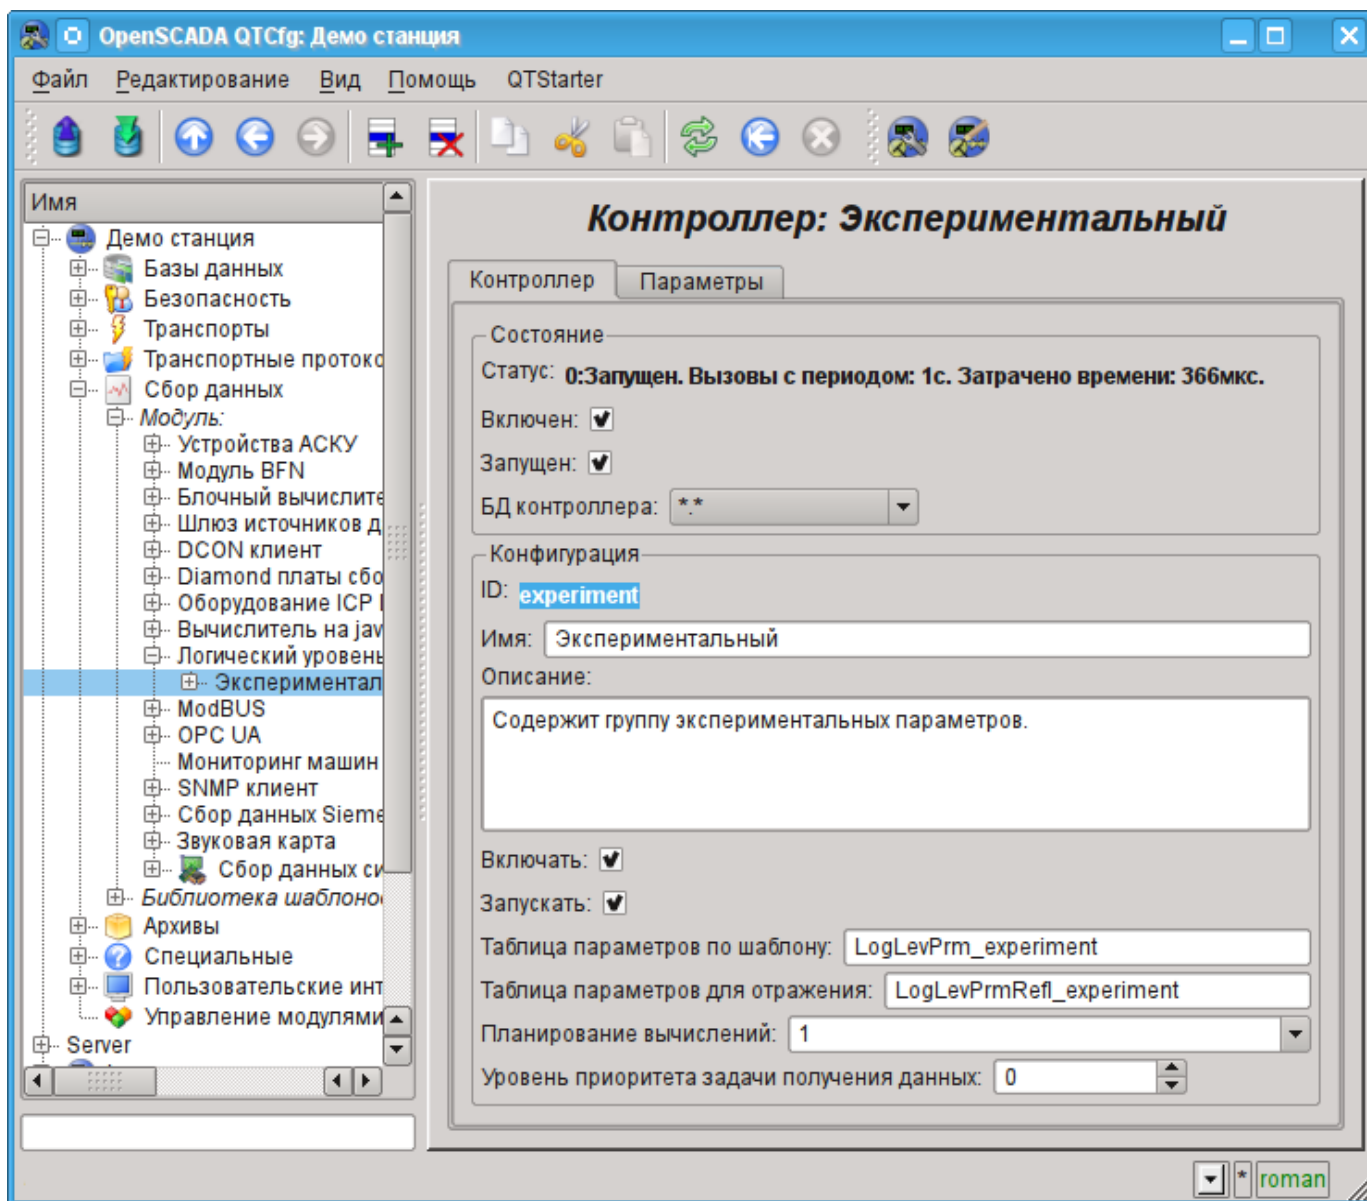 OpenSCADA QTCfg: Демо станция
Файл Редактирование Вид Помощь QTStarter
Имя
Демо станция
Базы данных
Безопасность
Транспорты
Транспортные протоко
Сбор данных
Модуль:
Устройства АСКУ
Модуль BFN
Блочный вычислите
Шлюз источников д
DCON клиент
Diamond платы сбо
Оборудование ICP
Вычислитель на jav
Логический уровень
Эксперимептал
ModBUS
OPC UA
Мониторинг машин
SNMP клиент
Сбор данных Sieme
Звуковая карта
Сбор данных си
Библиотека шаблоно
Архивы
Специальные
Пользовательские инт
Управление модулями
Server
Контроллер: Экспериментальный
Контроллер Параметры
Состояние
Статус: 0:Запущен. Вызовы с периодом: 1с. Затрачено времени: 366мкс.
Включен:
Запущен:
БД контроллера: *.*
Конфигурация
ID: experiment
Имя: Экспериментальный
Описание:
Содержит группу экспериментальных параметров.
Включать:
Запускать:
Таблица параметров по шаблону: LogLevPrm_experiment
Таблица параметров для отражения: LogLevPrmRefl_experiment
Планирование вычислений: 1
Уровень приоритета задачи получения данных: 0
* roman